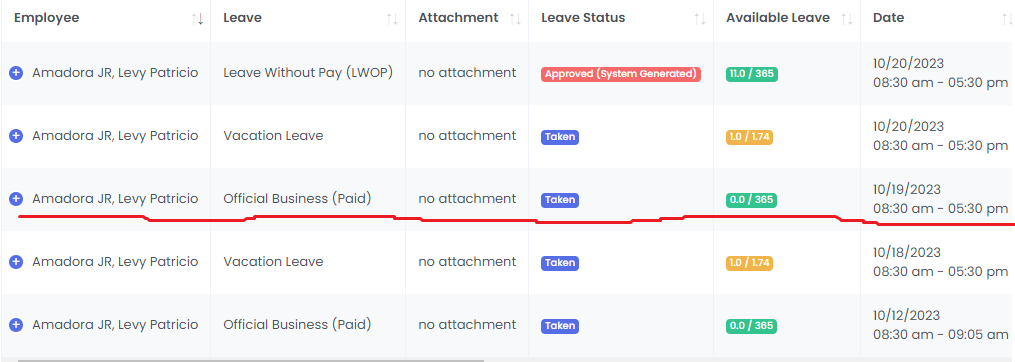 Employee Leave Attachment Leave Status Available Leave Date
Amadora JR, Levy Patricio Leave Without Pay (LWOP) no attachment Approved (System Generated) 11.0 / 365 10/20/2023
08:30 am - 05:30 pm
Amadora JR, Levy Patricio Vacation Leave no attachment Taken 1.0 / 1.74 10/20/2023
08:30 am - 05:30 pm
Amadora JR, Levy Patricio Official Business (Paid) no attachment Taken 0.0 / 365 10/19/2023
08:30 am - 05:30 pm
Amadora JR, Levy Patricio Vacation Leave no attachment Taken 1.0 / 1.74 10/18/2023
08:30 am - 05:30 pm
Amadora JR, Levy Patricio Official Business (Paid) no attachment Taken 0.0 / 365 10/12/2023
08:30 am - 09:05 am